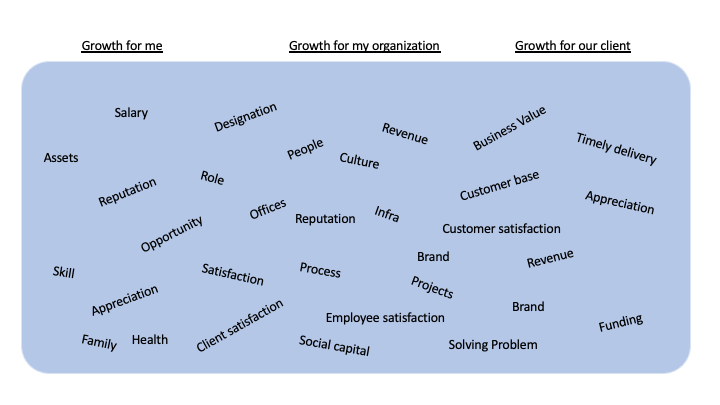 Growth for me
Growth for my organization
Growth for our client
Salary
Designation
Revenue
Business Value
Timely delivery
People
Culture
Assets
Role
Reputation
Customer base
Appreciation
Offices
Reputation
Infra
Opportunity
Customer satisfaction
Brand
Revenue
Skill
Satisfaction
Process
Projects
Appreciation
Brand
Employee satisfaction
Funding
Client satisfaction
Family
Health
Social capital
Solving Problem